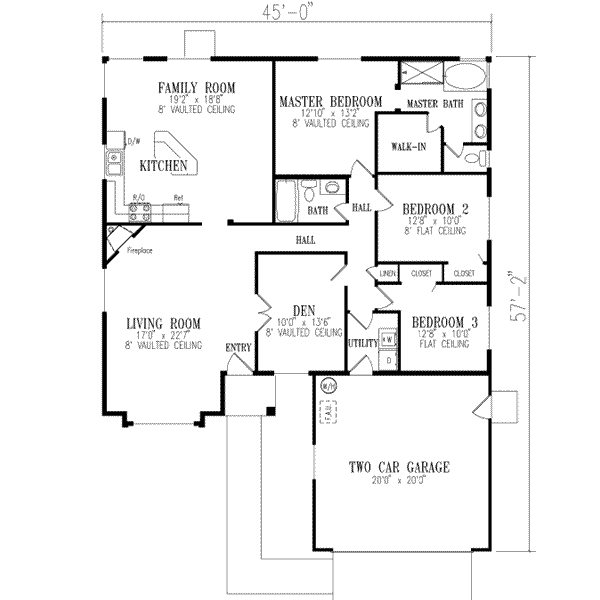 45'-0"
FAMILY ROOM
19'2" x 18'8"
8' VAULTED CEILING
MASTER BEDROOM
12'10" x 13'2"
8' VAULTED CEILING
MASTER BATH
WALK-IN
D/W
KITCHEN
R/O
Ref
BATH
HALL
BEDROOM 2
12'8" x 10'0"
8' FLAT CEILING
Fireplace
HALL
LINEN
CLOSET
CLOSET
57'-2"
LIVING ROOM
17'0" x 22'7"
8' VAULTED CEILING
DEN
10'0" x 13'6"
8' VAULTED CEILING
ENTRY
UTILITY
W
D
BEDROOM 3
12'8" x 10'0"
FLAT CEILING
W/H
F.A.U.
TWO CAR GARAGE
20'0" x 20'0"